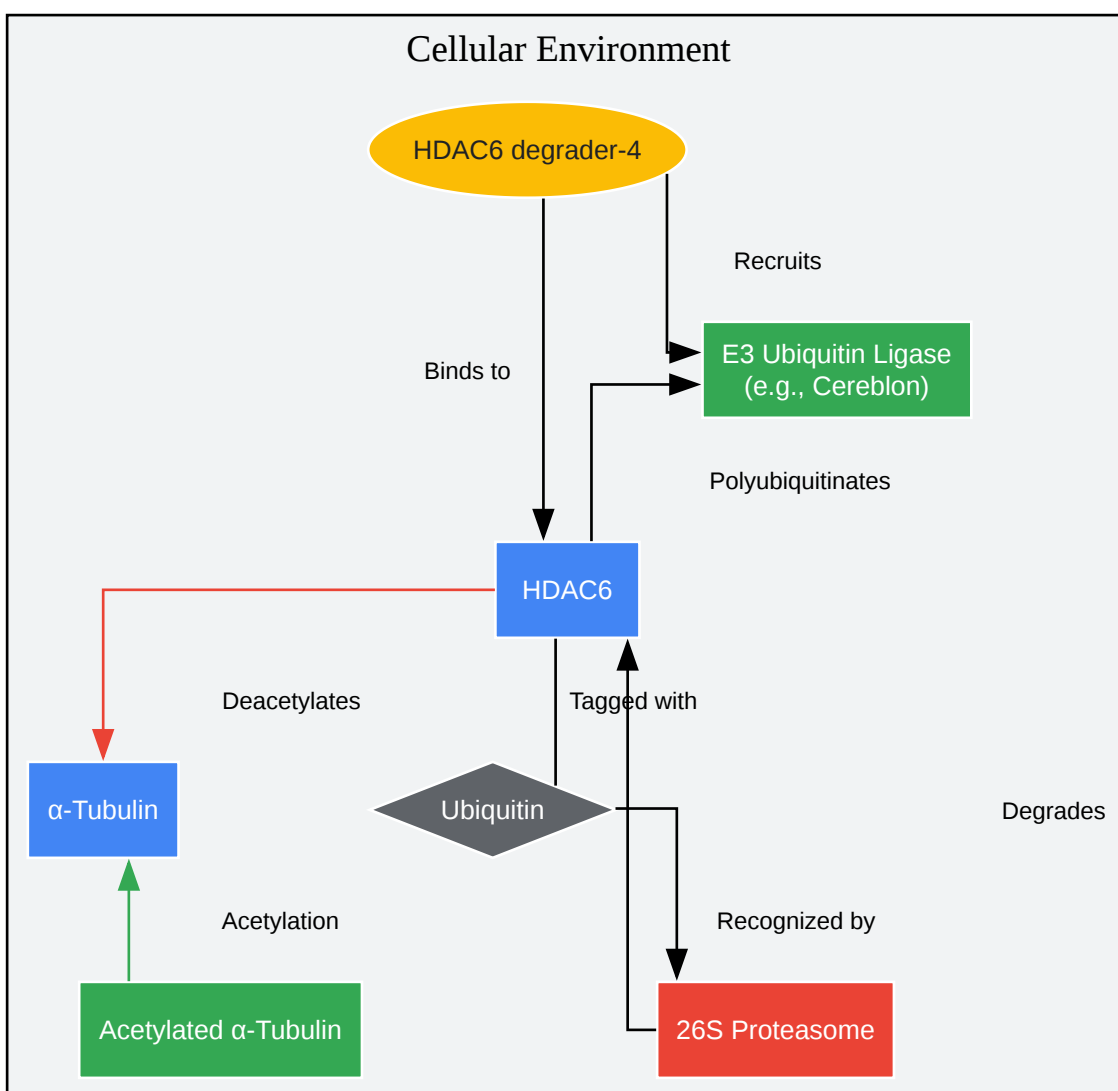 Cellular Environment
HDAC6 degrader-4
Recruits
E3 Ubiquitin Ligase
(e.g., Cereblon)
Binds to
Polyubiquitinates
HDAC6
Deacetylates
Tagged with
α-Tubulin
Ubiquitin
Degrades
Acetylation
Recognized by
Acetylated α-Tubulin
26S Proteasome